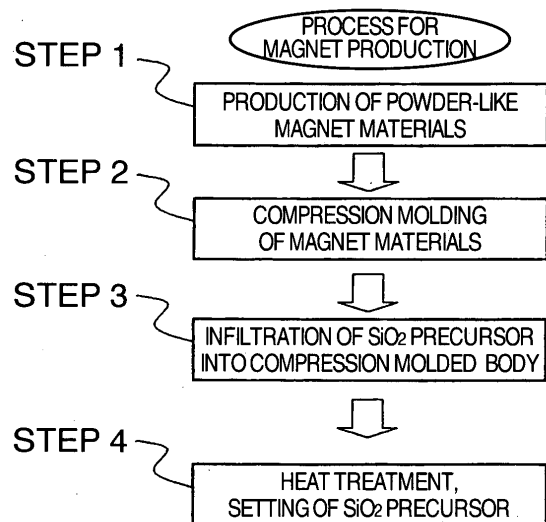 PROCESS FOR
MAGNET PRODUCTION
STEP 1
PRODUCTION OF POWDER-LIKE
MAGNET MATERIALS
STEP 2
COMPRESSION MOLDING
OF MAGNET MATERIALS
STEP 3
INFILTRATION OF SiO2 PRECURSOR
INTO COMPRESSION MOLDED BODY
STEP 4
HEAT TREATMENT,
SETTING OF SiO2 PRECURSOR